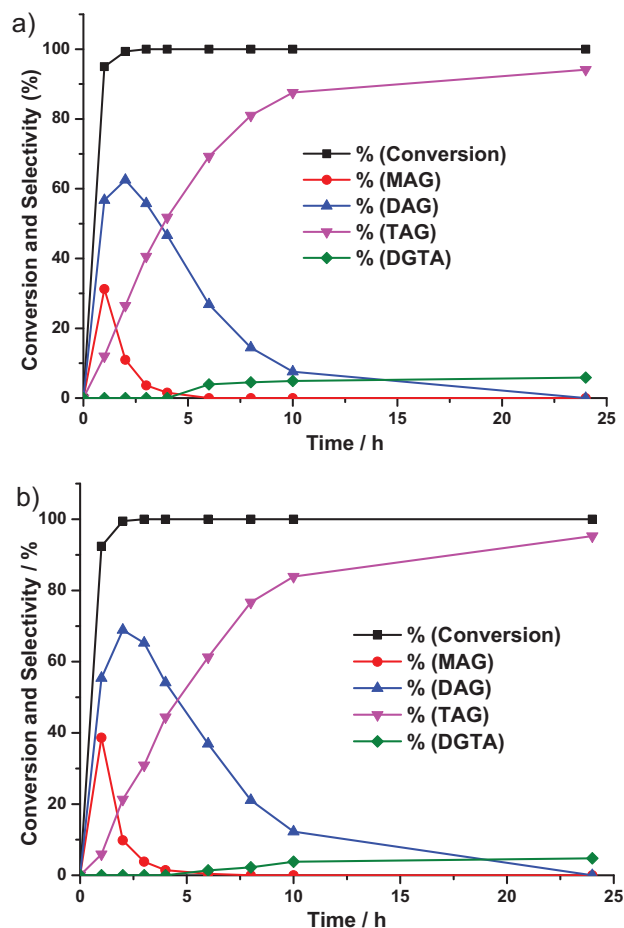 a)
Conversion and Selectivity (%)
100
80
60
40
20
0
% (Conversion)
% (MAG)
% (DAG)
% (TAG)
% (DGTA)
0 5 10 15 20 25
Time / h
b)
Conversion and Selectivity / %
100
80
60
40
20
0
% (Conversion)
% (MAG)
% (DAG)
% (TAG)
% (DGTA)
0 5 10 15 20 25
Time / h